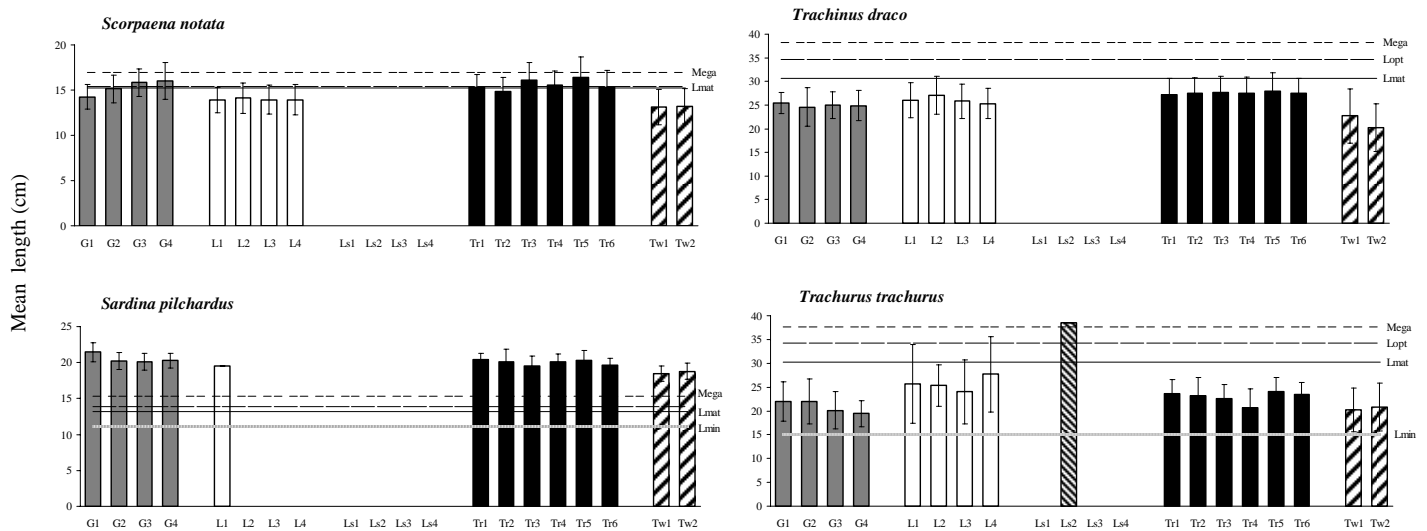 Mean length (cm)
Scorpaena notata
20
15
10
5
0
Mega
Lmat
G1 G2 G3 G4 L1 L2 L3 L4 Ls1 Ls2 Ls3 Ls4 Tr1 Tr2 Tr3 Tr4 Tr5 Tr6 Tw1 Tw2
Trachinus draco
40
35
30
25
20
15
10
5
0
Mega
Lopt
Lmat
G1 G2 G3 G4 L1 L2 L3 L4 Ls1 Ls2 Ls3 Ls4 Tr1 Tr2 Tr3 Tr4 Tr5 Tr6 Tw1 Tw2
Sardina pilchardus
25
20
15
10
5
0
Mega
Lmat
Lmin
G1 G2 G3 G4 L1 L2 L3 L4 Ls1 Ls2 Ls3 Ls4 Tr1 Tr2 Tr3 Tr4 Tr5 Tr6 Tw1 Tw2
Trachurus trachurus
40
35
30
25
20
15
10
5
0
Mega
Lopt
Lmat
Lmin
G1 G2 G3 G4 L1 L2 L3 L4 Ls1 Ls2 Ls3 Ls4 Tr1 Tr2 Tr3 Tr4 Tr5 Tr6 Tw1 Tw2